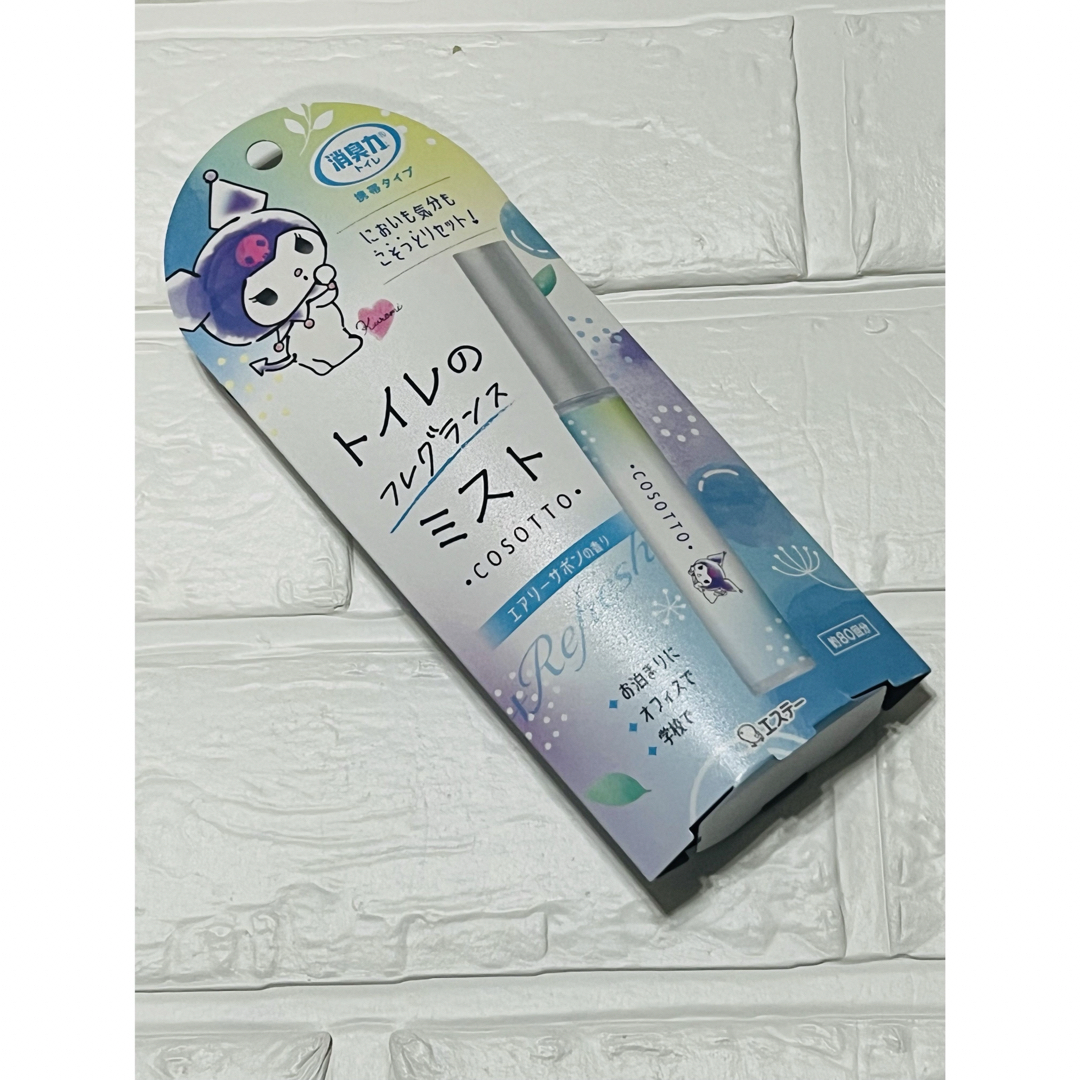 消臭力®
トイレ
携帯タイプ
においも気分も
こそっとリセット!
Kuromi
トイレの
フレグランス
ミスト
•COSOTTO•
エアリーサボンの香り
Refresh
お泊まりに
オフィスで
学校で
•COSOTTO•
約80回分
エステー